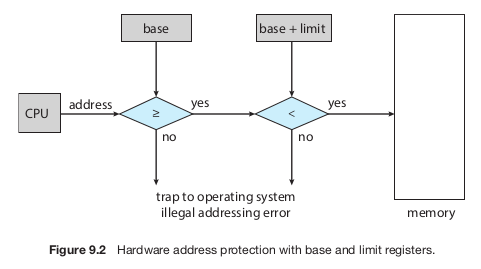 base
base + limit
CPU
address
≥
yes
<
yes
no
no
trap to operating system
illegal addressing error
memory
Figure 9.2 Hardware address protection with base and limit registers.